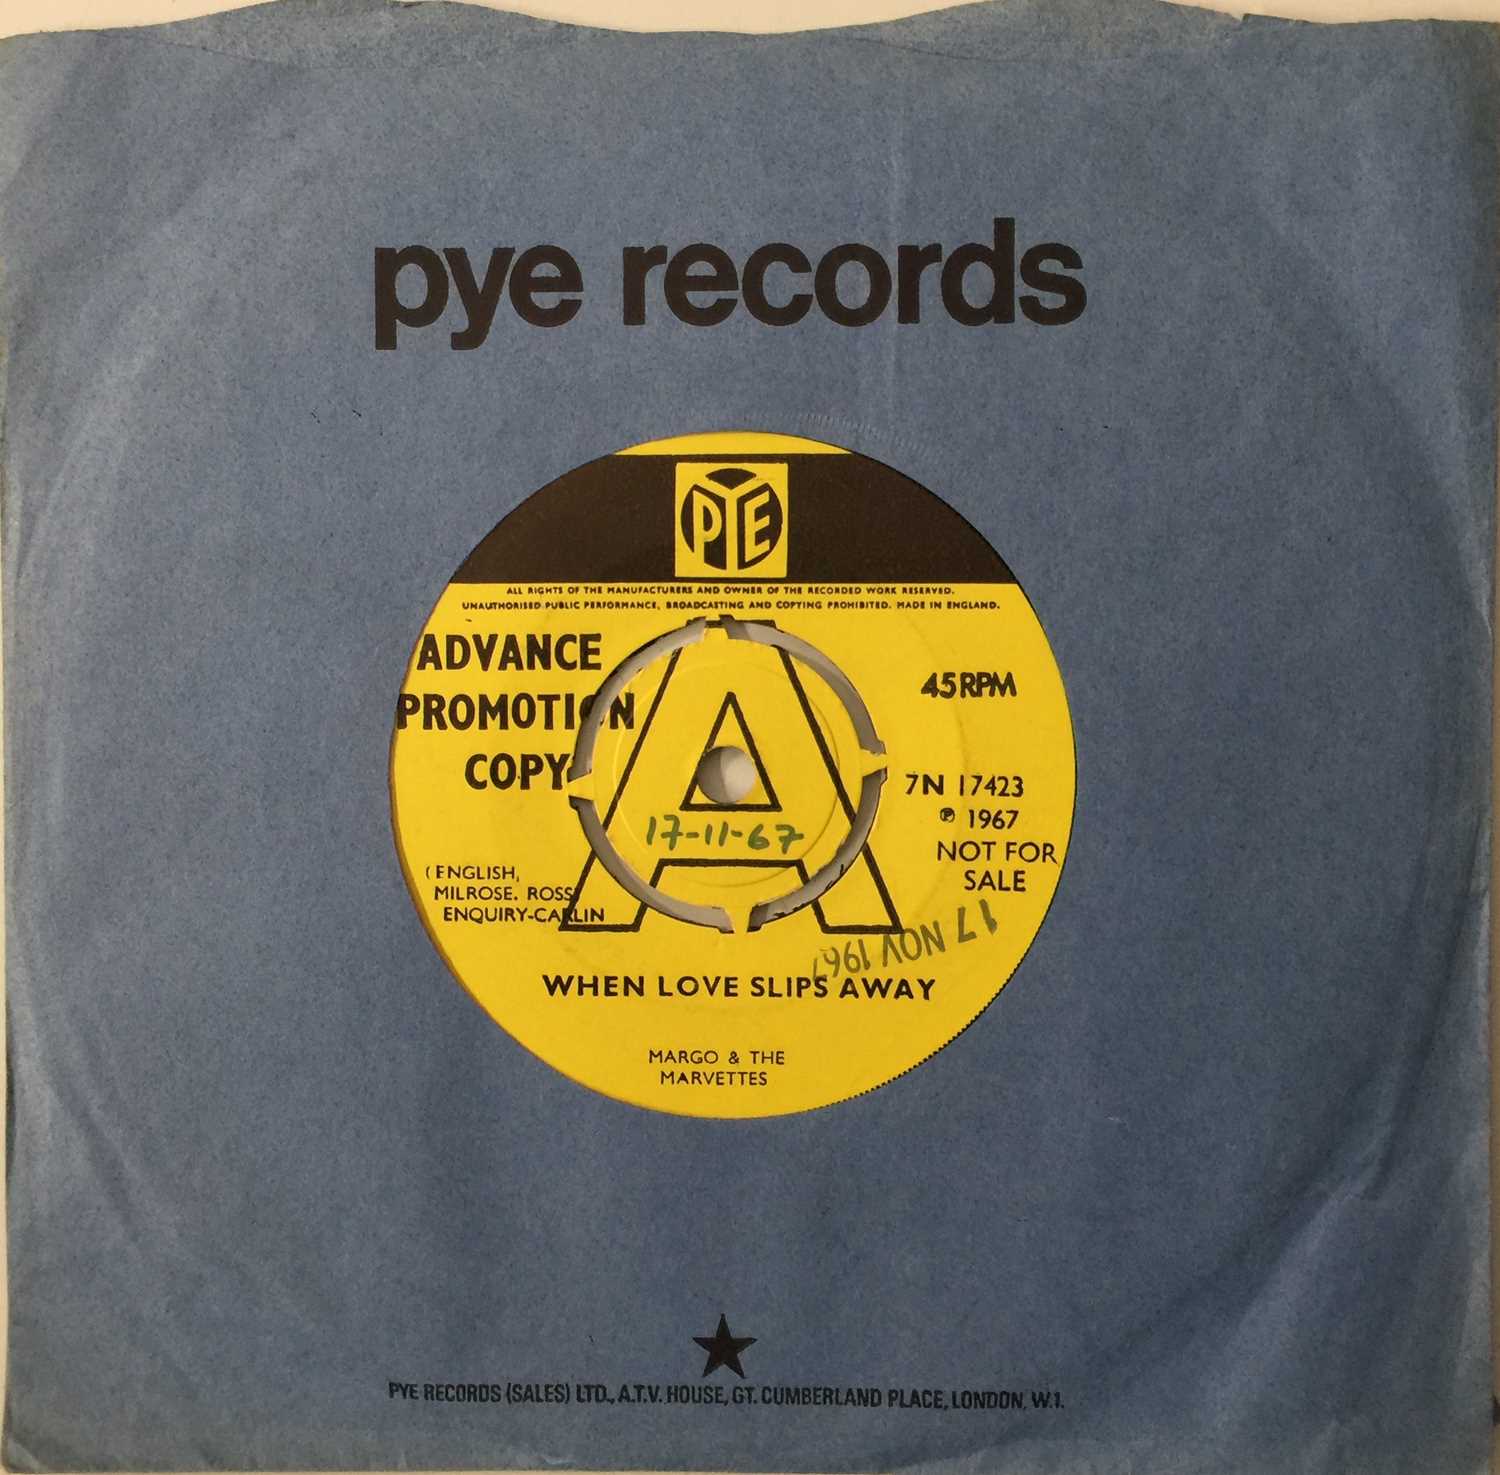 pye records
PYE
ALL RIGHTS OF THE MANUFACTURERS AND OWNER OF THE RECORDED WORK RESERVED.
UNAUTHORISED PUBLIC PERFORMANCE, BROADCASTING AND COPYING PROHIBITED. MADE IN ENGLAND.
ADVANCE
PROMOTION
COPY
A
45 RPM
7N 17423
℗ 1967
NOT FOR
SALE
17-11-67
(ENGLISH,
MILROSE. ROSS)
ENQUIRY-CARLIN
17 NOV 1967
WHEN LOVE SLIPS AWAY
MARGO & THE
MARVETTES
PYE RECORDS (SALES) LTD., A.T.V. HOUSE, GT. CUMBERLAND PLACE, LONDON, W.1.